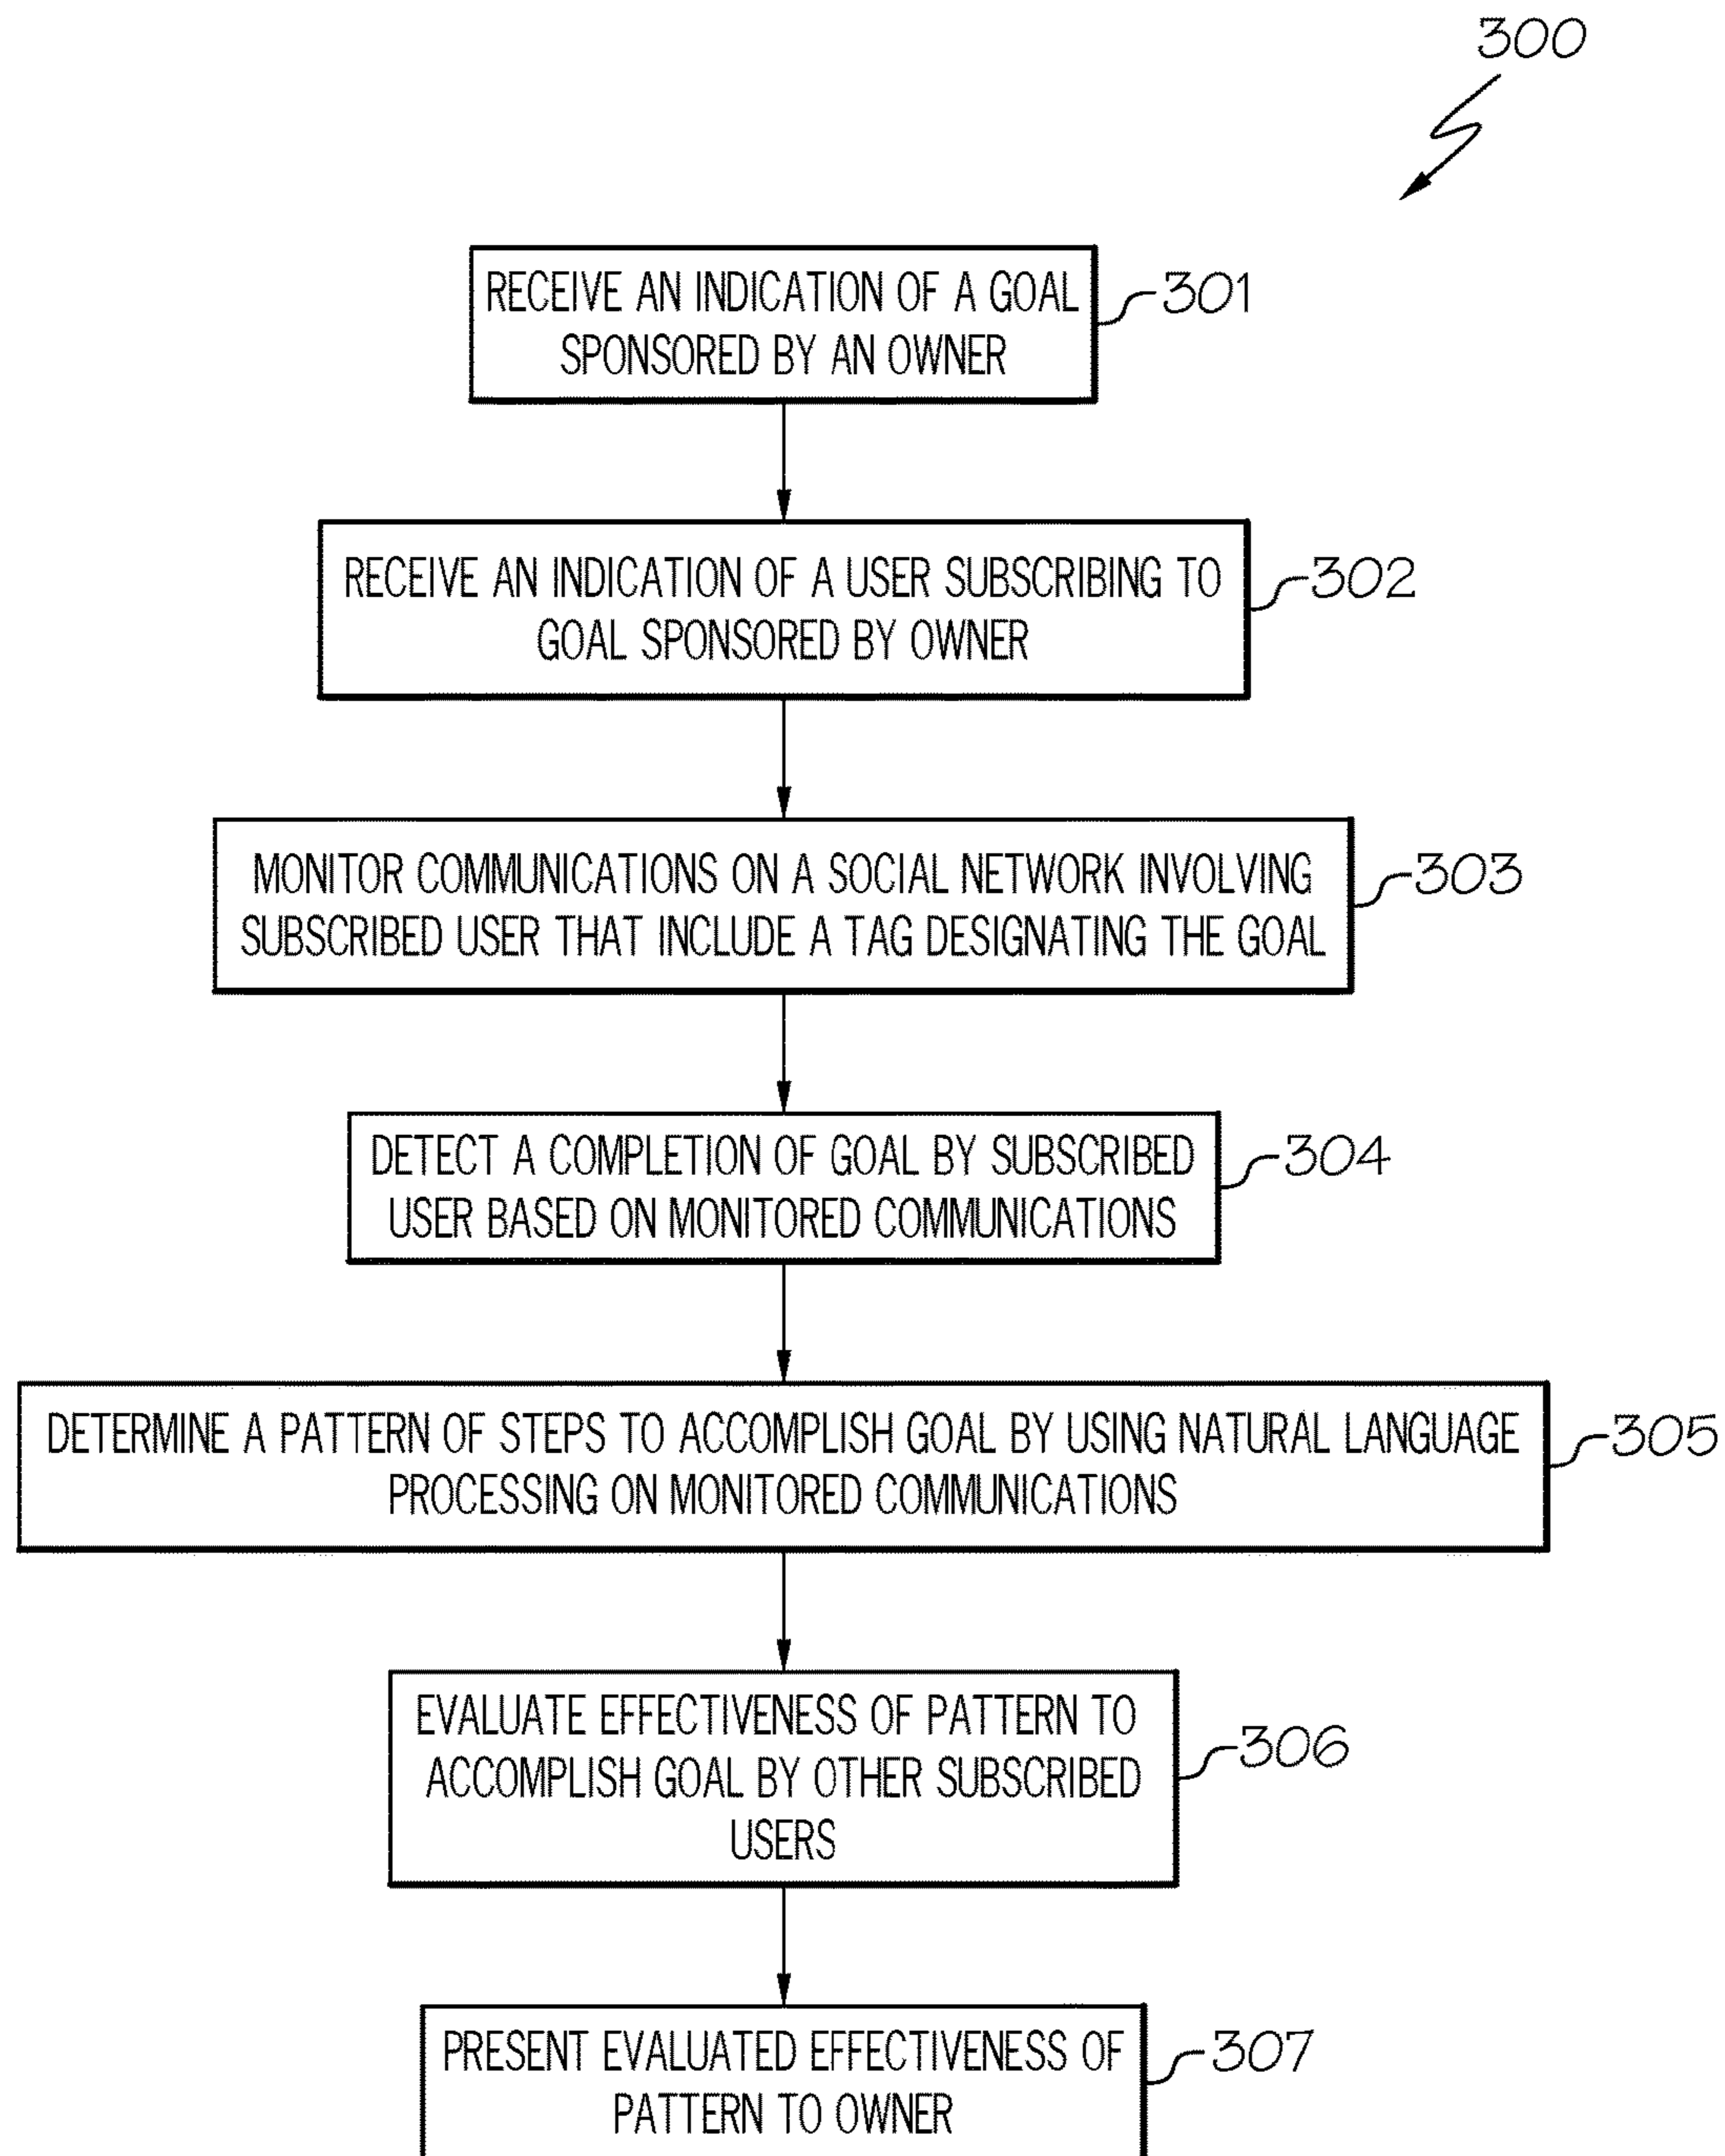 300
RECEIVE AN INDICATION OF A GOAL
SPONSORED BY AN OWNER
301
RECEIVE AN INDICATION OF A USER SUBSCRIBING TO
GOAL SPONSORED BY OWNER
302
MONITOR COMMUNICATIONS ON A SOCIAL NETWORK INVOLVING
SUBSCRIBED USER THAT INCLUDE A TAG DESIGNATING THE GOAL
303
DETECT A COMPLETION OF GOAL BY SUBSCRIBED
USER BASED ON MONITORED COMMUNICATIONS
304
DETERMINE A PATTERN OF STEPS TO ACCOMPLISH GOAL BY USING NATURAL LANGUAGE
PROCESSING ON MONITORED COMMUNICATIONS
305
EVALUATE EFFECTIVENESS OF PATTERN TO
ACCOMPLISH GOAL BY OTHER SUBSCRIBED
USERS
306
PRESENT EVALUATED EFFECTIVENESS OF
PATTERN TO OWNER
307